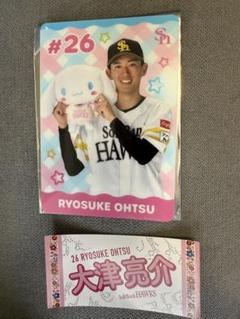 #26
SH
SoftBank
HAWKS
RYOSUKE OHTSU
26 RYOSUKE OHTSU
大津亮介
SoftBank HAWKS